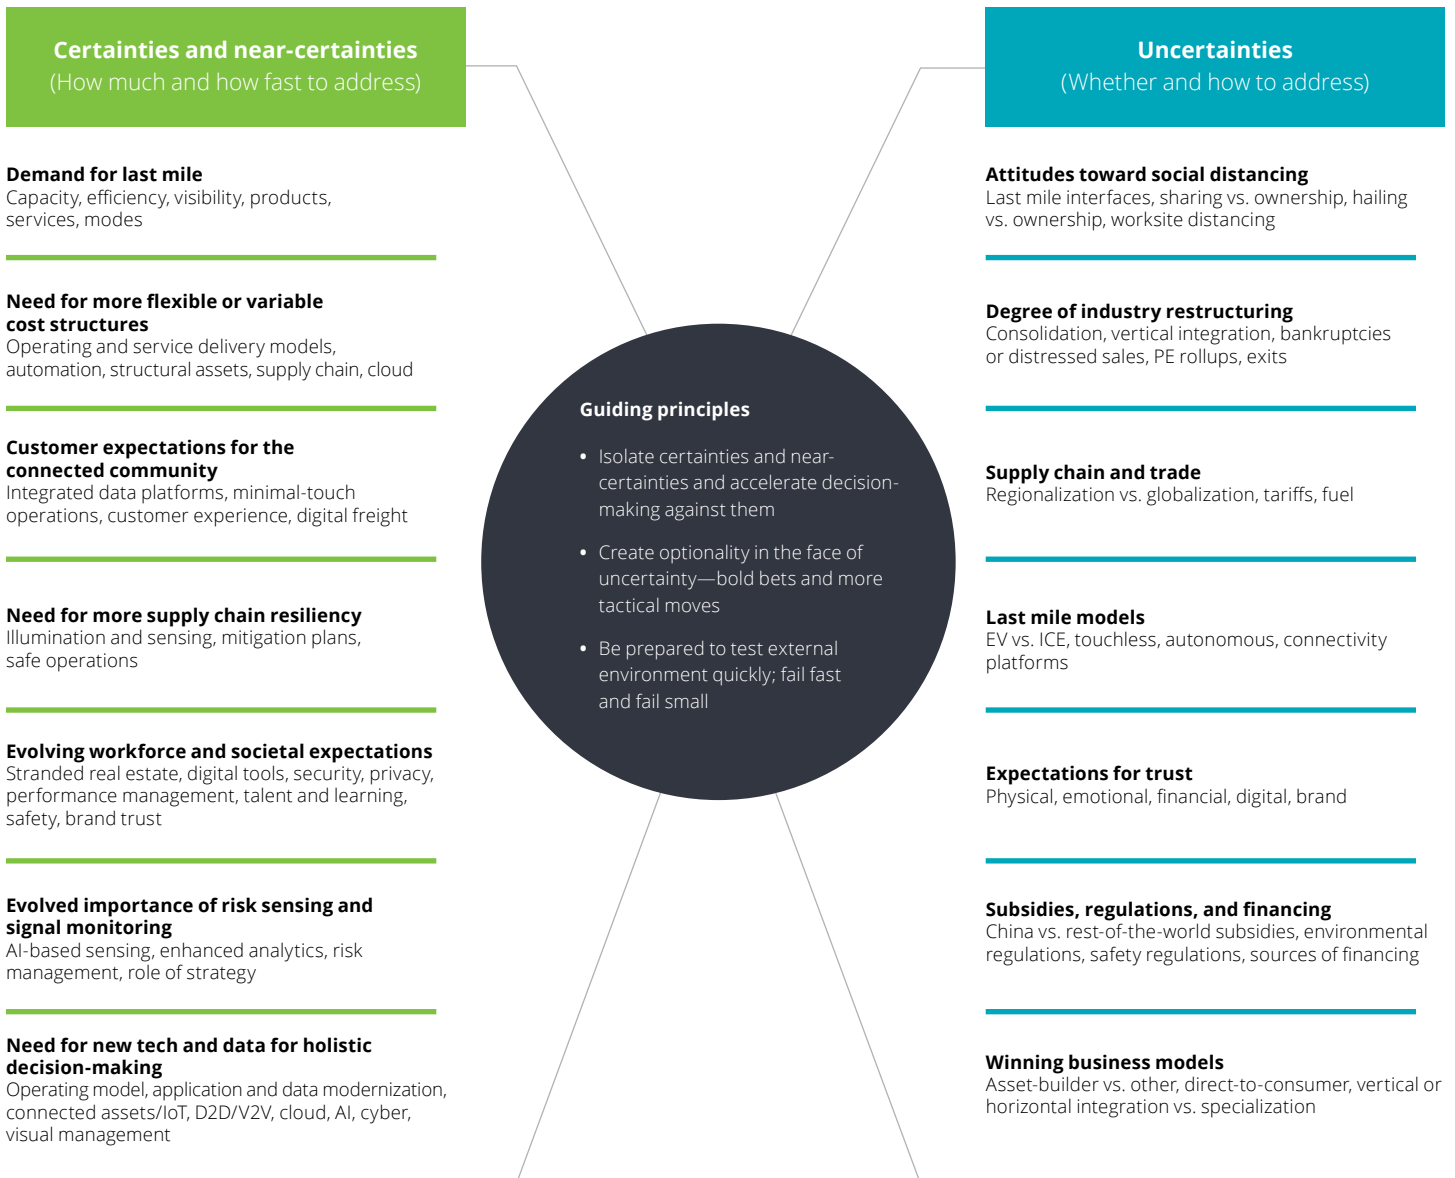 Certainties and near-certainties
(How much and how fast to address)
Demand for last mile
Capacity, efficiency, visibility, products,
services, modes
Need for more flexible or variable
cost structures
Operating and service delivery models,
automation, structural assets, supply chain, cloud
Customer expectations for the
connected community
Integrated data platforms, minimal-touch
operations, customer experience, digital freight
Need for more supply chain resiliency
Illumination and sensing, mitigation plans,
safe operations
Evolving workforce and societal expectations
Stranded real estate, digital tools, security, privacy,
performance management, talent and learning,
safety, brand trust
Evolved importance of risk sensing and
signal monitoring
AI-based sensing, enhanced analytics, risk
management, role of strategy
Need for new tech and data for holistic
decision-making
Operating model, application and data modernization,
connected assets/IoT, D2D/V2V, cloud, AI, cyber,
visual management
Guiding principles
• Isolate certainties and near-
certainties and accelerate decision-
making against them
• Create optionality in the face of
uncertainty—bold bets and more
tactical moves
• Be prepared to test external
environment quickly; fail fast
and fail small
Uncertainties
(Whether and how to address)
Attitudes toward social distancing
Last mile interfaces, sharing vs. ownership, hailing
vs. ownership, worksite distancing
Degree of industry restructuring
Consolidation, vertical integration, bankruptcies
or distressed sales, PE rollups, exits
Supply chain and trade
Regionalization vs. globalization, tariffs, fuel
Last mile models
EV vs. ICE, touchless, autonomous, connectivity
platforms
Expectations for trust
Physical, emotional, financial, digital, brand
Subsidies, regulations, and financing
China vs. rest-of-the-world subsidies, environmental
regulations, safety regulations, sources of financing
Winning business models
Asset-builder vs. other, direct-to-consumer, vertical or
horizontal integration vs. specialization